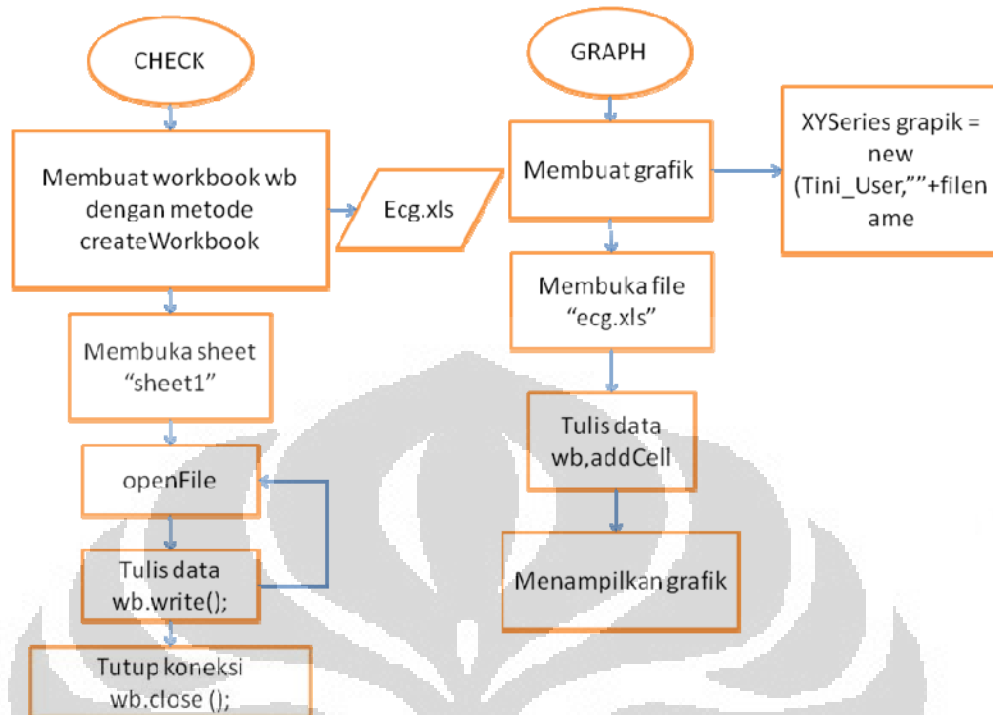 CHECK
Membuat workbook wb
dengan metode
createWorkbook
Ecg.xls
Membuka sheet
“sheet1”
openFile
Tulis data
wb.write();
Tutup koneksi
wb.close ();
GRAPH
Membuat grafik
XYSeries grapik =
new
(Tini_User,””+filen
ame
Membuka file
“ecg.xls”
Tulis data
wb,addCell
Menampilkan grafik